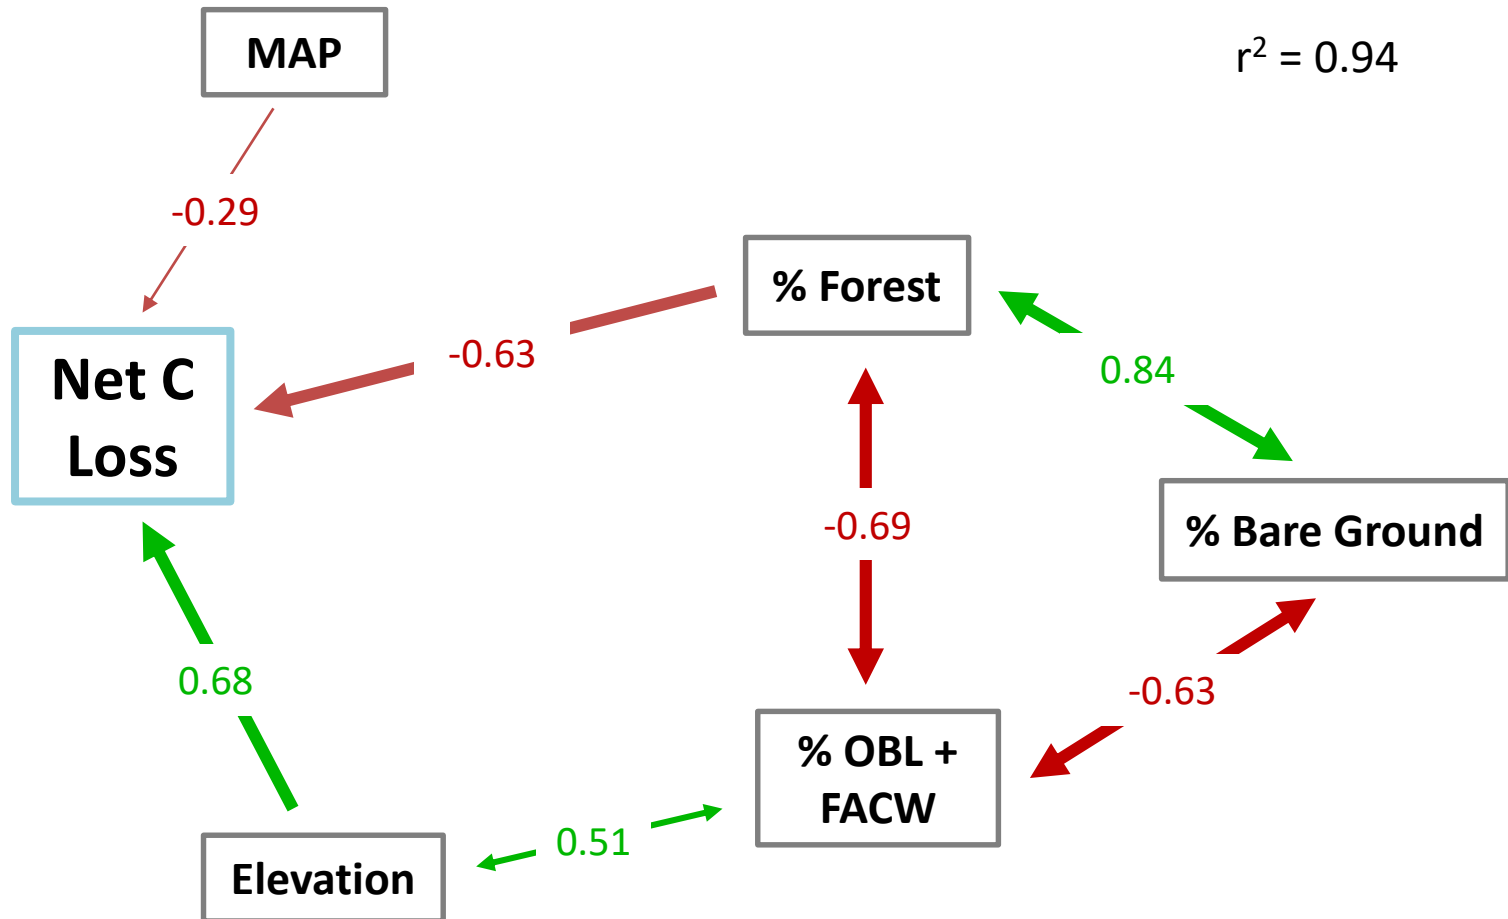 MAP
r² = 0.94
-0.29
% Forest
-0.63
0.84
Net C
Loss
-0.69
% Bare Ground
0.68
-0.63
% OBL +
FACW
0.51
Elevation